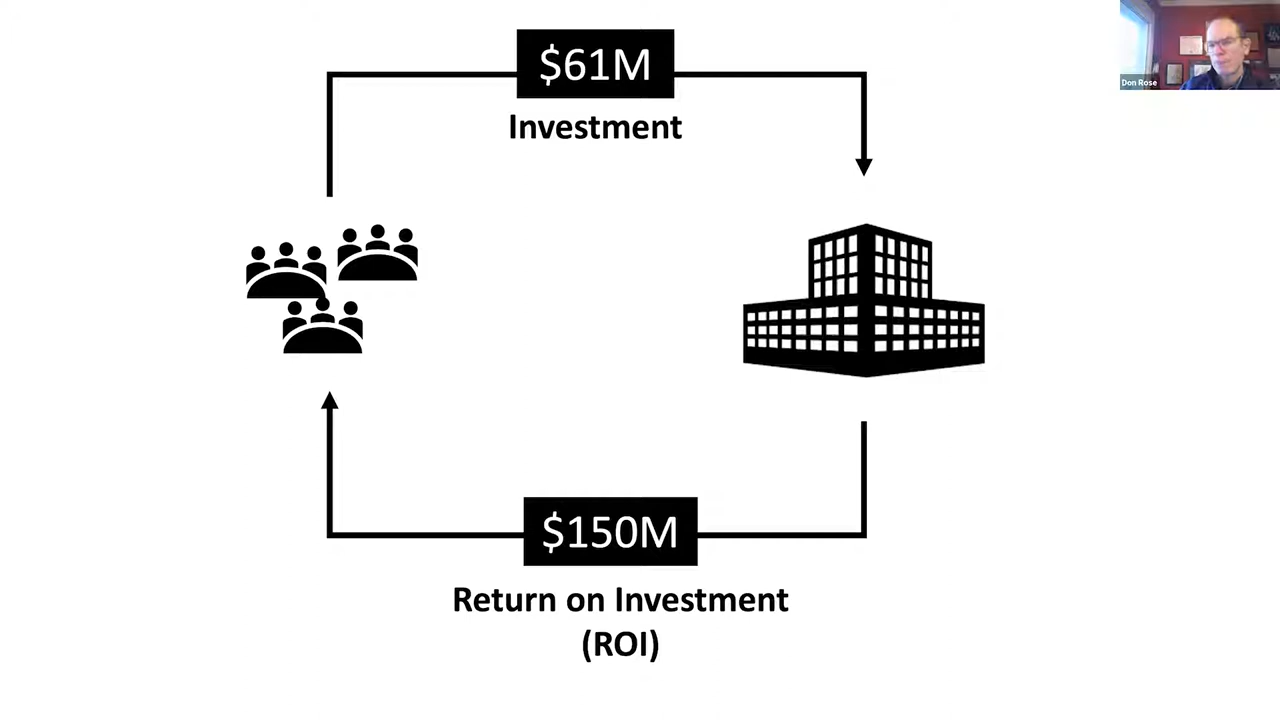 $61M
Investment
Don Rose
$150M
Return on Investment
(ROI)